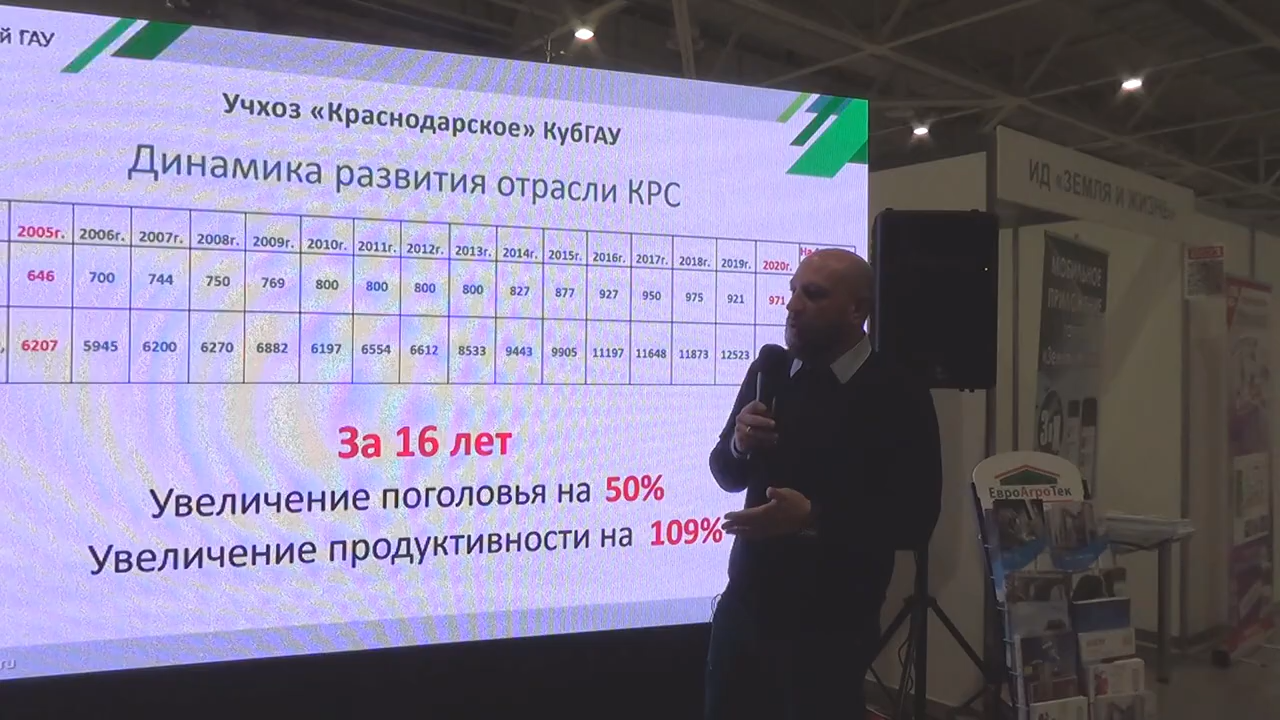 й ГАУ
Учхоз «Краснодарское» КубГАУ
Динамика развития отрасли КРС
2005г. 2006г. 2007г. 2008г. 2009г. 2010г. 2011г. 2012г. 2013г. 2014г. 2015г. 2016г. 2017г. 2018г. 2019г. 2020г.
646 700 744 750 769 800 800 800 800 827 877 927 950 975 921 971
6207 5945 6200 6270 6882 6197 6554 6612 8533 9443 9905 11197 11648 11873 12523
За 16 лет
Увеличение поголовья на 50%
Увеличение продуктивности на 109%
ru
ИД «ЗЕМЛЯ И ЖИЗНЬ»
МОБИЛЬНОЕ
ПРИЛОЖЕНИЕ
ЕвроАгроТек